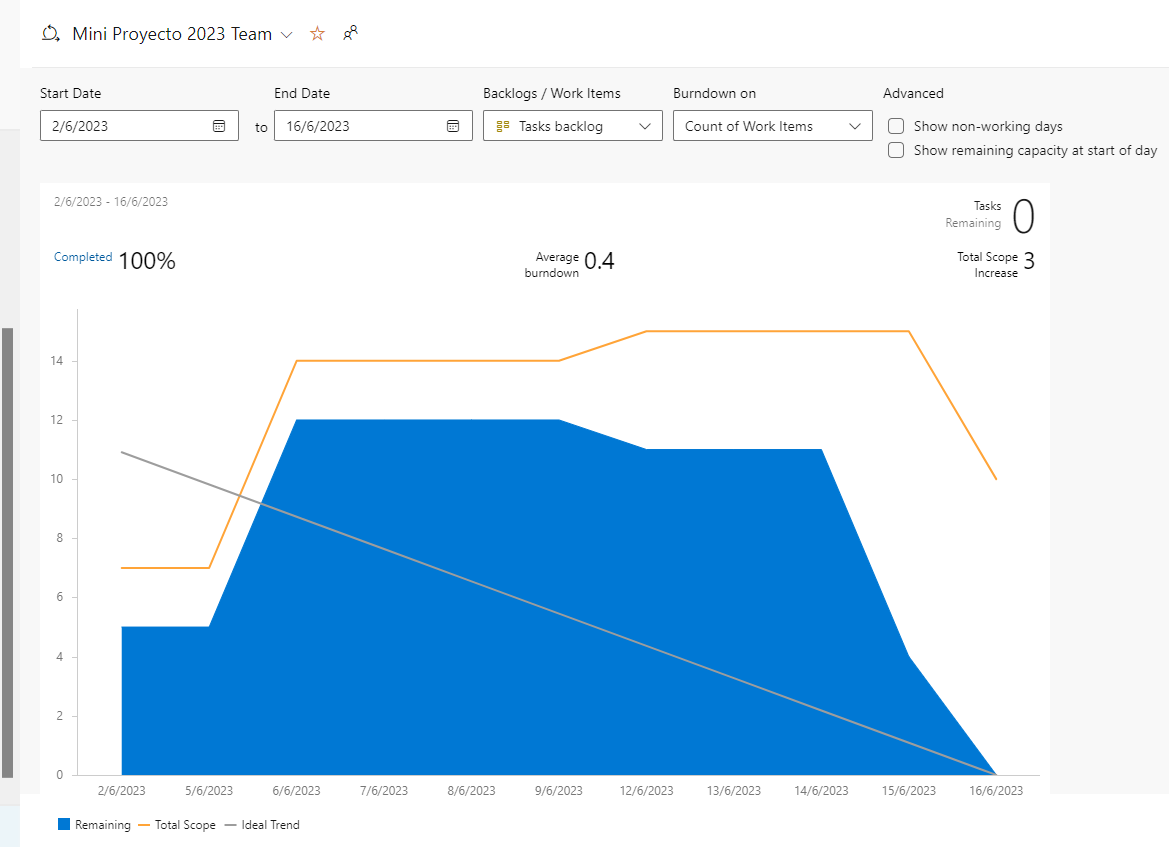 Mini Proyecto 2023 Team
Start Date End Date Backlogs / Work Items Burndown on Advanced
2/6/2023 to 16/6/2023 Tasks backlog Count of Work Items Show non-working days
Show remaining capacity at start of day
2/6/2023 - 16/6/2023
Tasks
Remaining 0
Completed 100%
Average
burndown 0.4
Total Scope
Increase 3
14
12
10
8
6
4
2
0
2/6/2023 5/6/2023 6/6/2023 7/6/2023 8/6/2023 9/6/2023 12/6/2023 13/6/2023 14/6/2023 15/6/2023 16/6/2023
Remaining Total Scope Ideal Trend